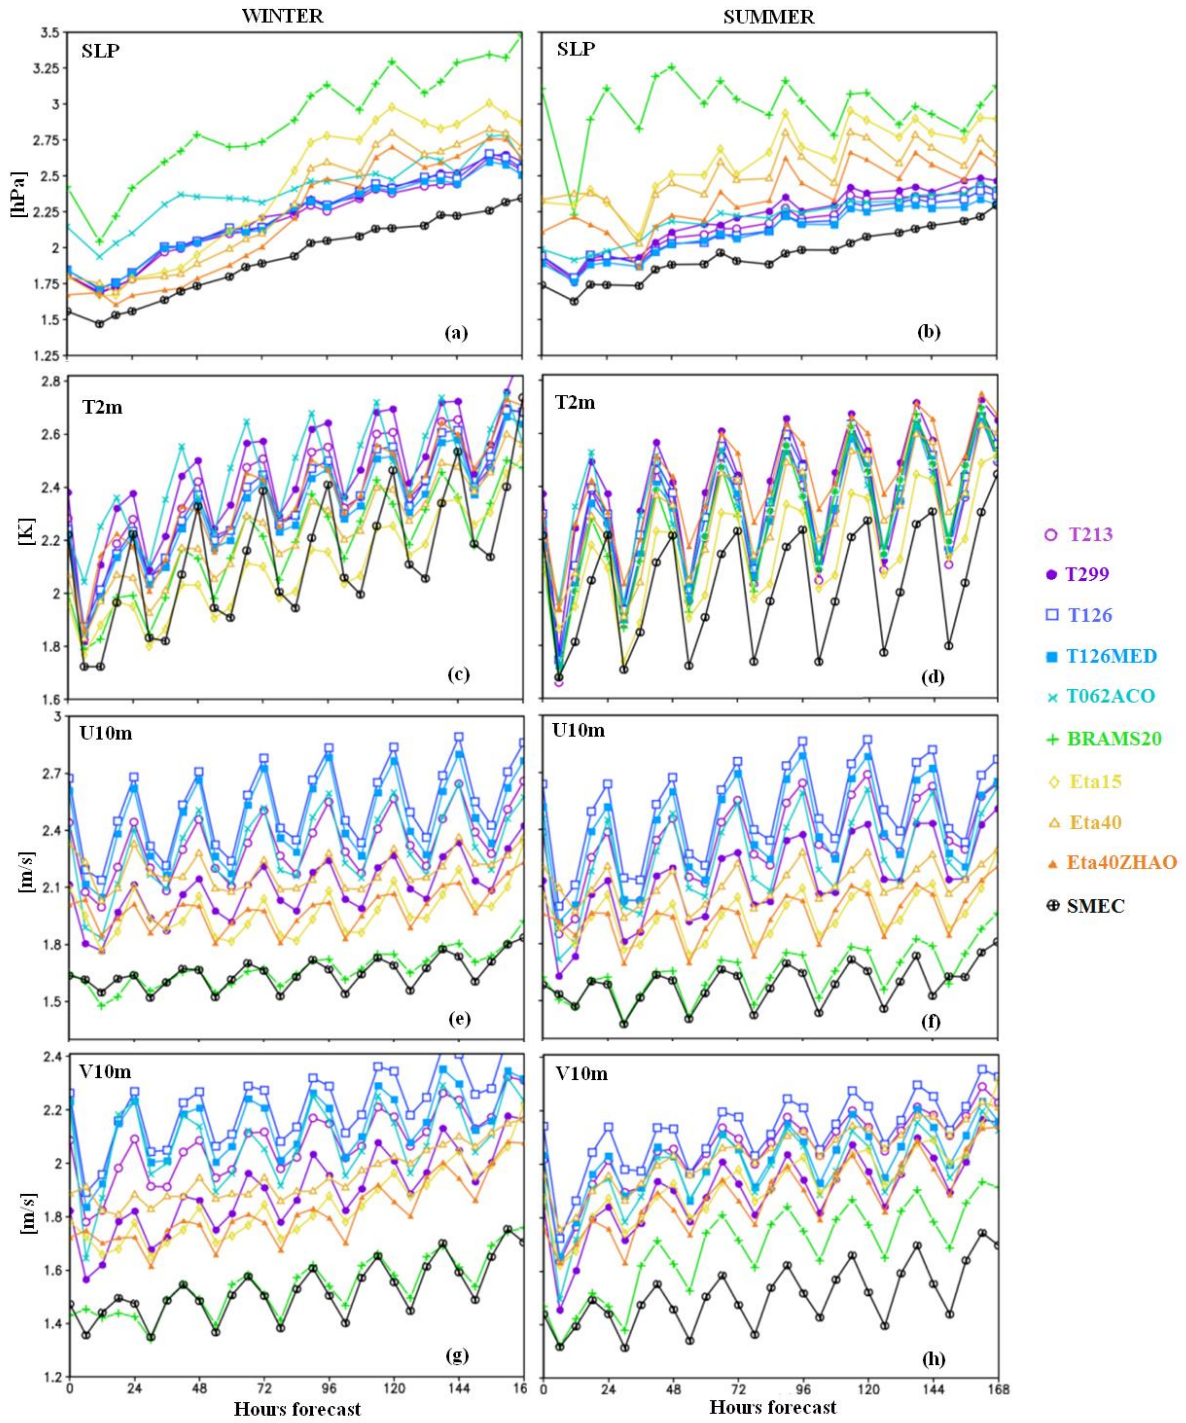 WINTER
SUMMER
SLP
SLP
3.5
3.25
3
2.75
2.5
2.25
2
1.75
1.5
1.25
[hPa]
(a)
(b)
T2m
T2m
2.8
2.6
2.4
2.2
2
1.8
1.6
[K]
(c)
(d)
T213
T299
T126
T126MED
T062ACO
BRAMS20
Eta15
Eta40
Eta40ZHAO
SMEC
U10m
U10m
3
2.7
2.4
2.1
1.8
1.5
[m/s]
(e)
(f)
V10m
V10m
2.4
2.2
2
1.8
1.6
1.4
1.2
[m/s]
(g)
(h)
0 24 48 72 96 120 144 16
0 24 48 72 96 120 144 168
Hours forecast
Hours forecast